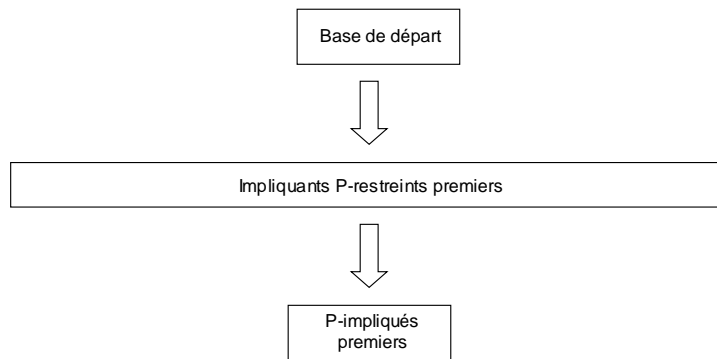 Base de départ
Impliquants P-restreints premiers
P-impliqués
premiers